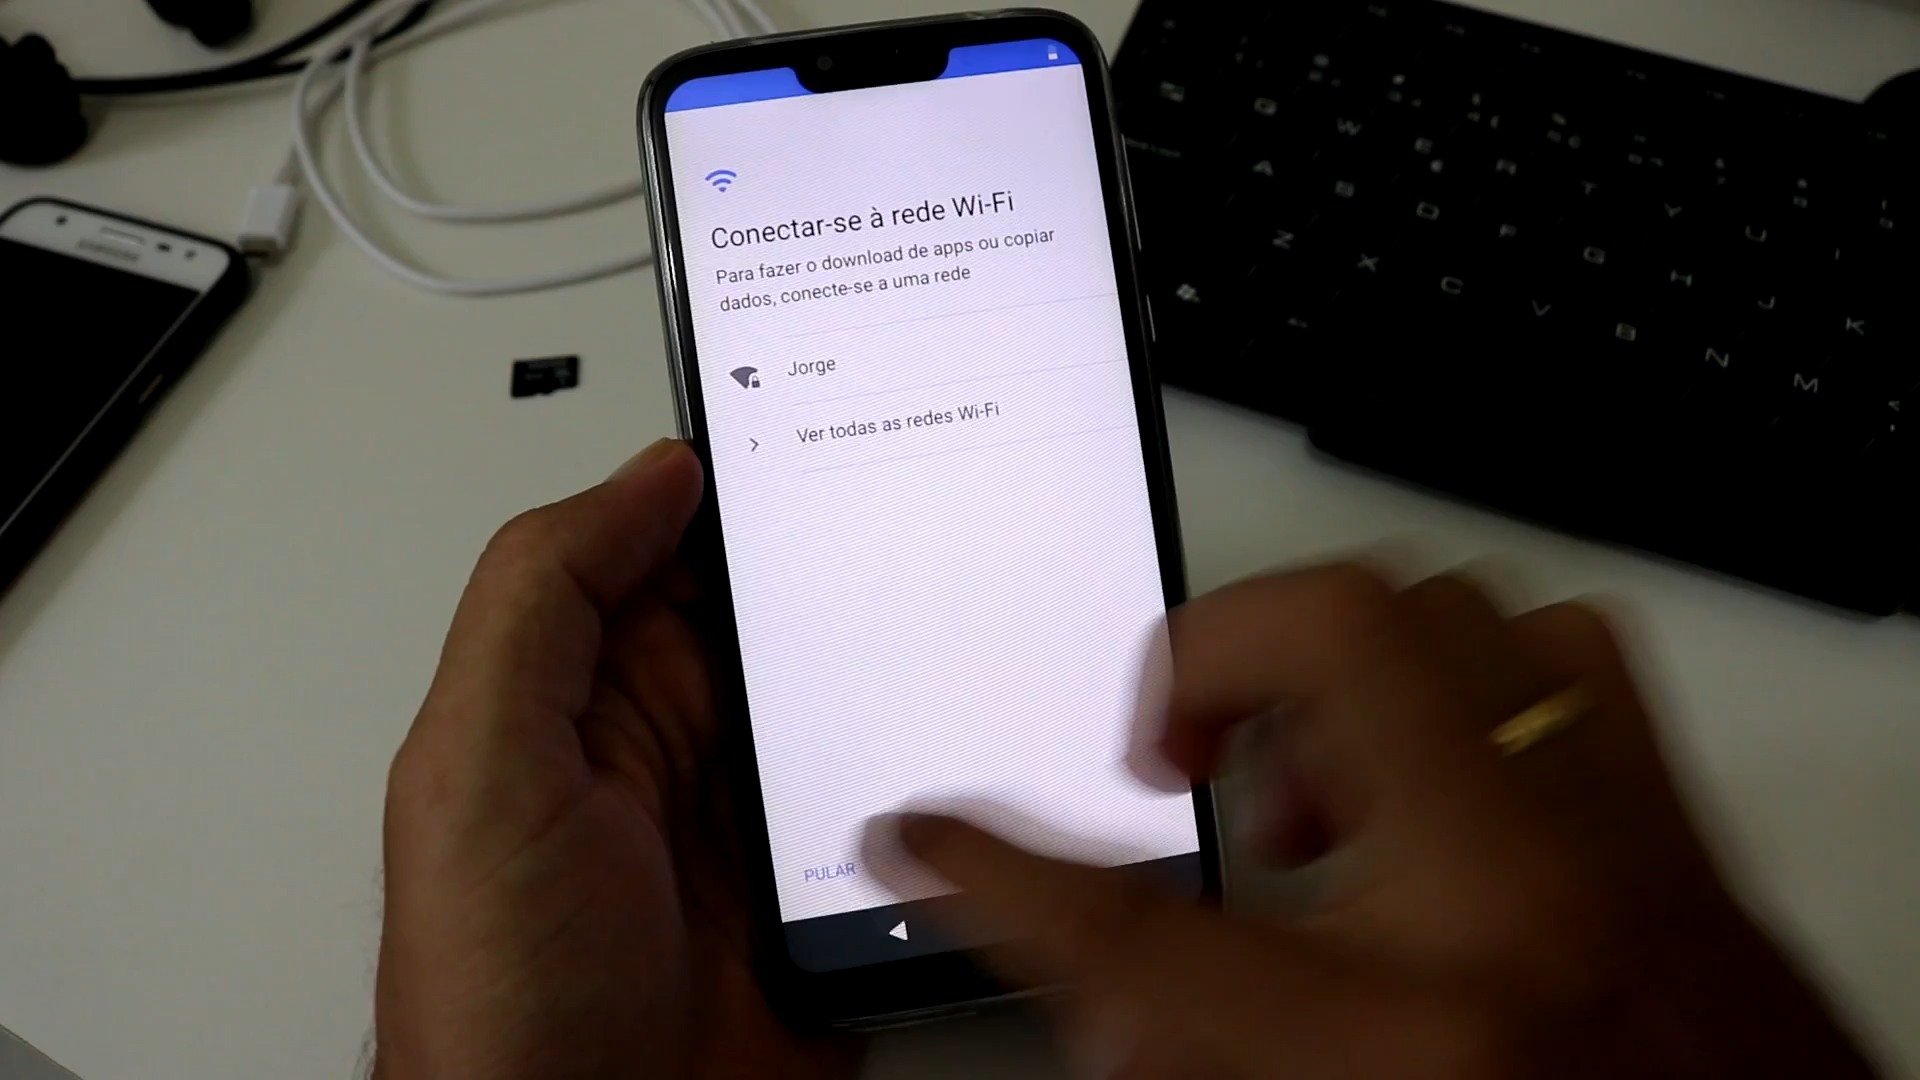 Conectar-se à rede Wi-Fi
Para fazer o download de apps ou copiar
dados, conecte-se a uma rede
Jorge
Ver todas as redes Wi-Fi
PULAR
SAMSUNG
W E R T Y U I
A S D F G H J K
Z X C V B N M